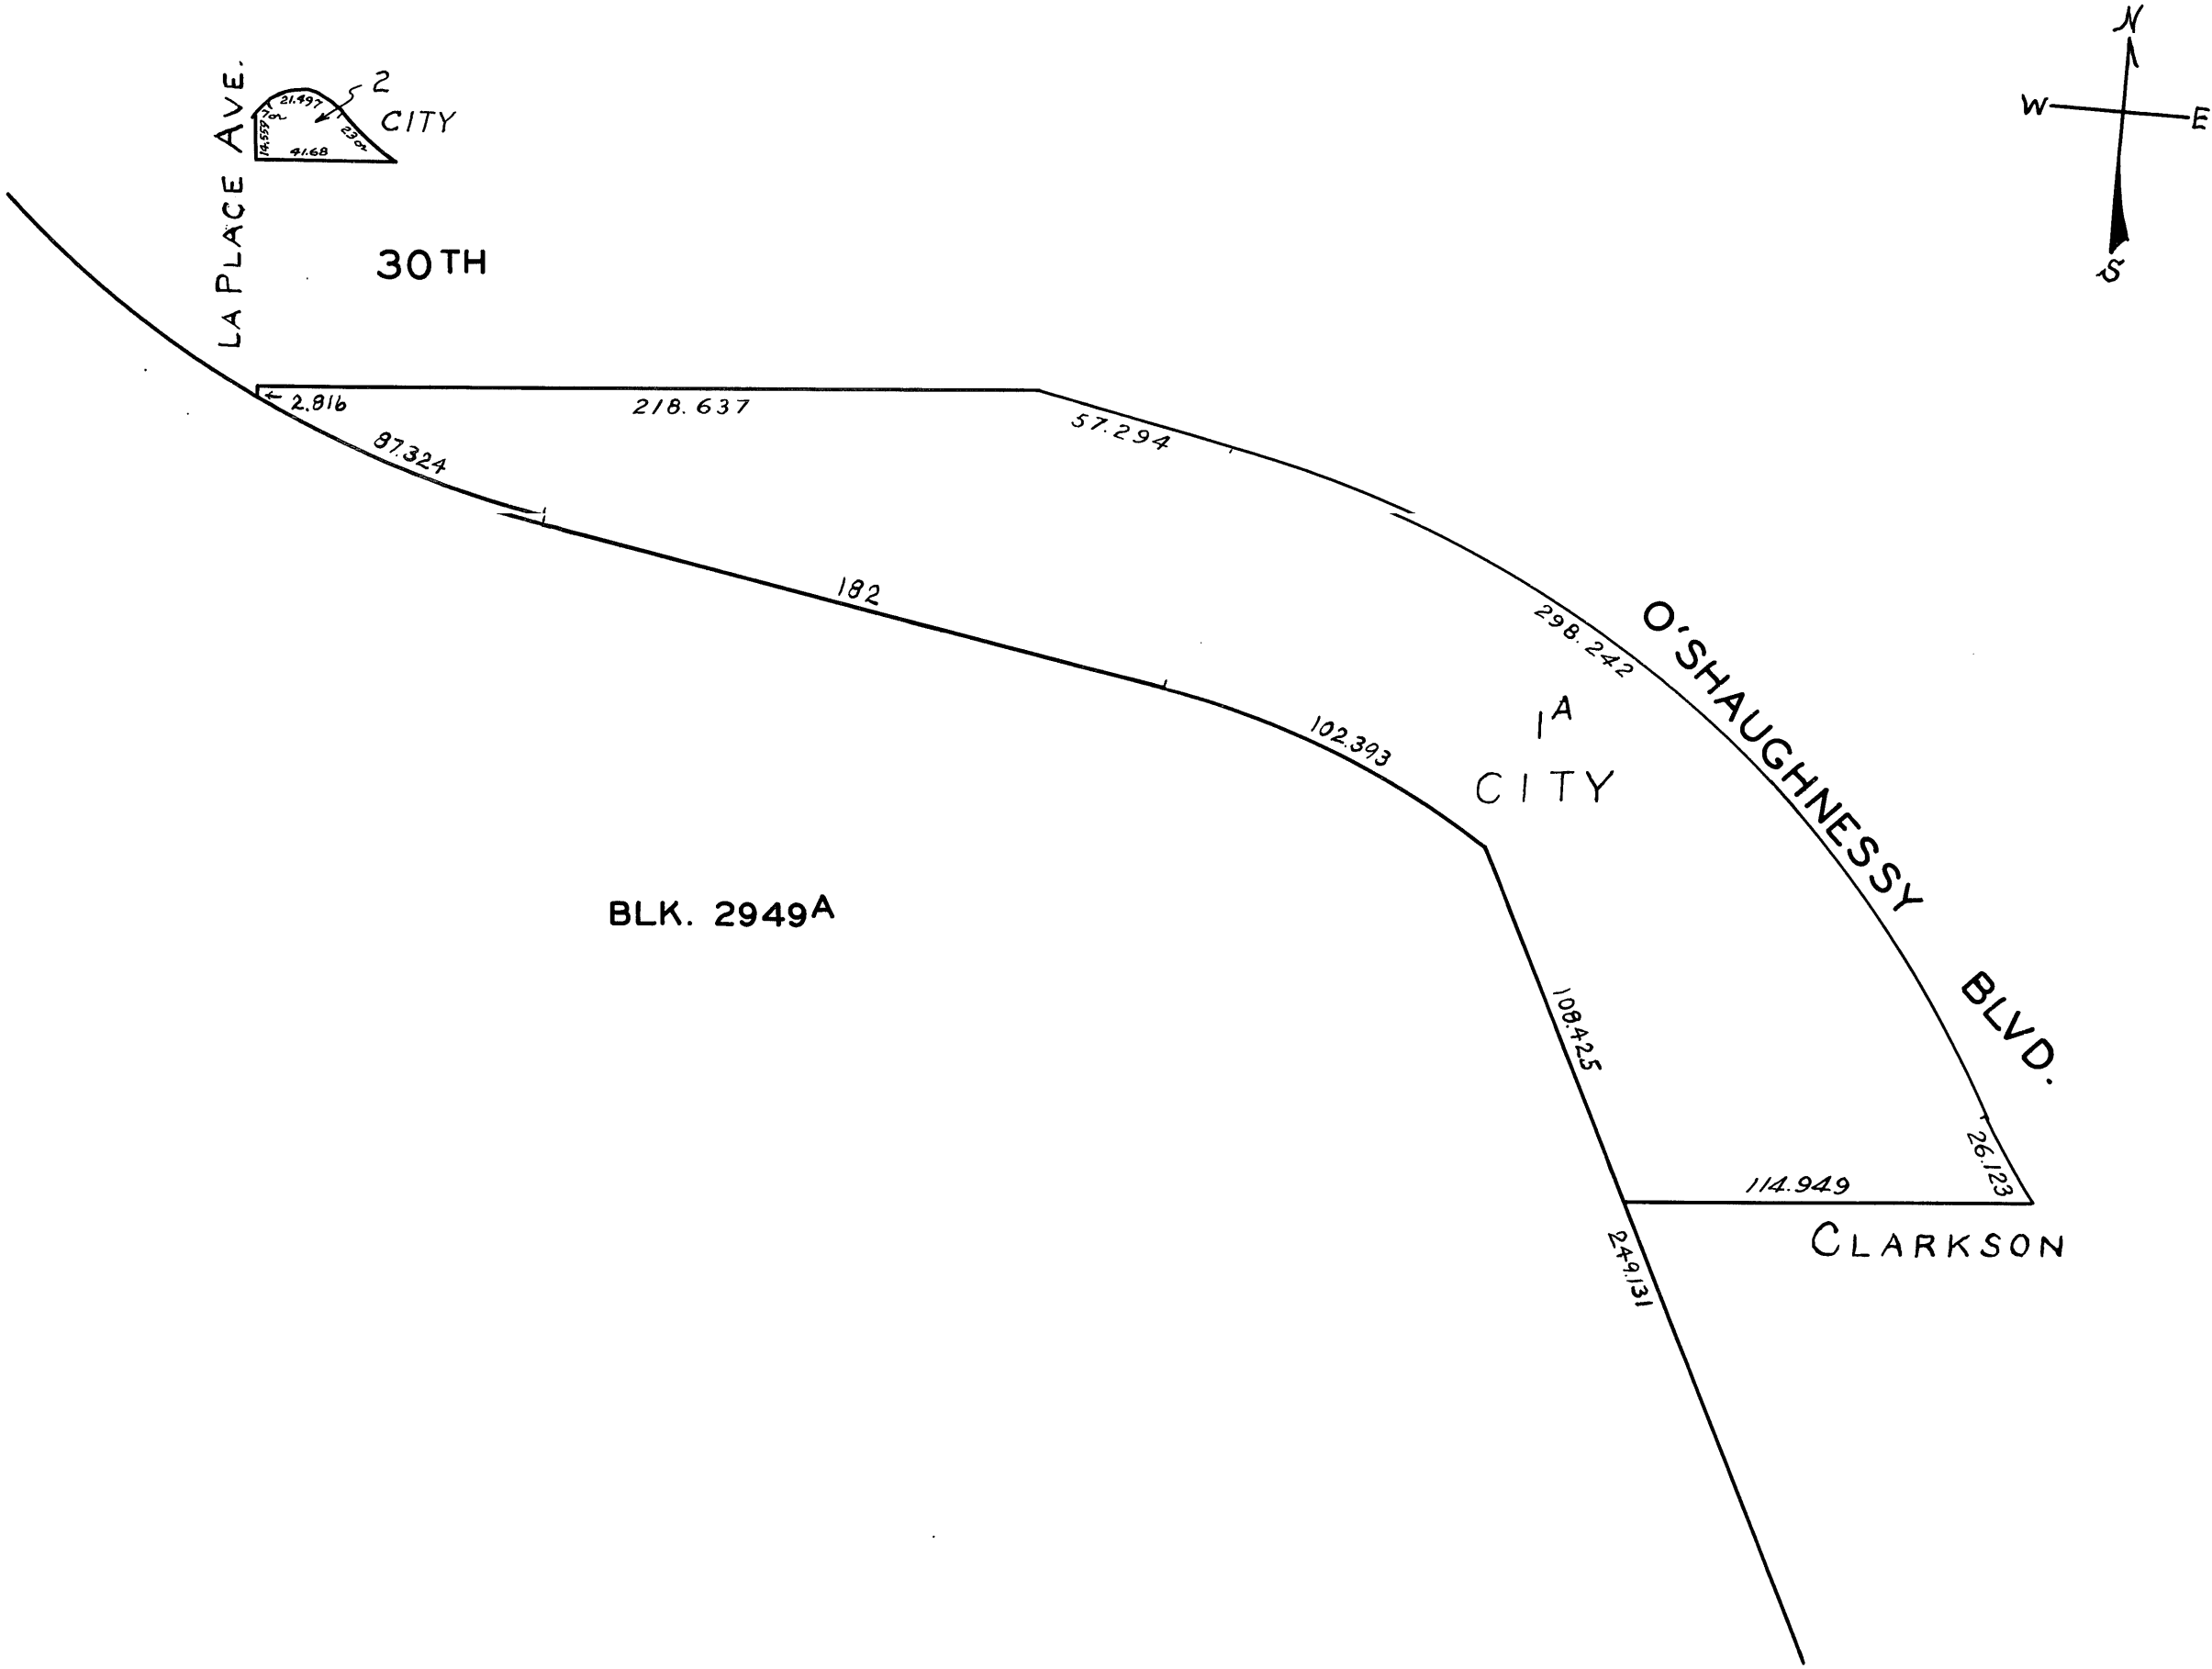 N
W E
S
LA PLACE AVE.
2
CITY
21.497
14.559
41.68
30TH
2.816
218.637
57.294
87.324
182
298.242
O'SHAUGHNESSY BLVD.
1A
CITY
102.393
BLK. 2949A
108.425
26.123
114.949
CLARKSON
249.131